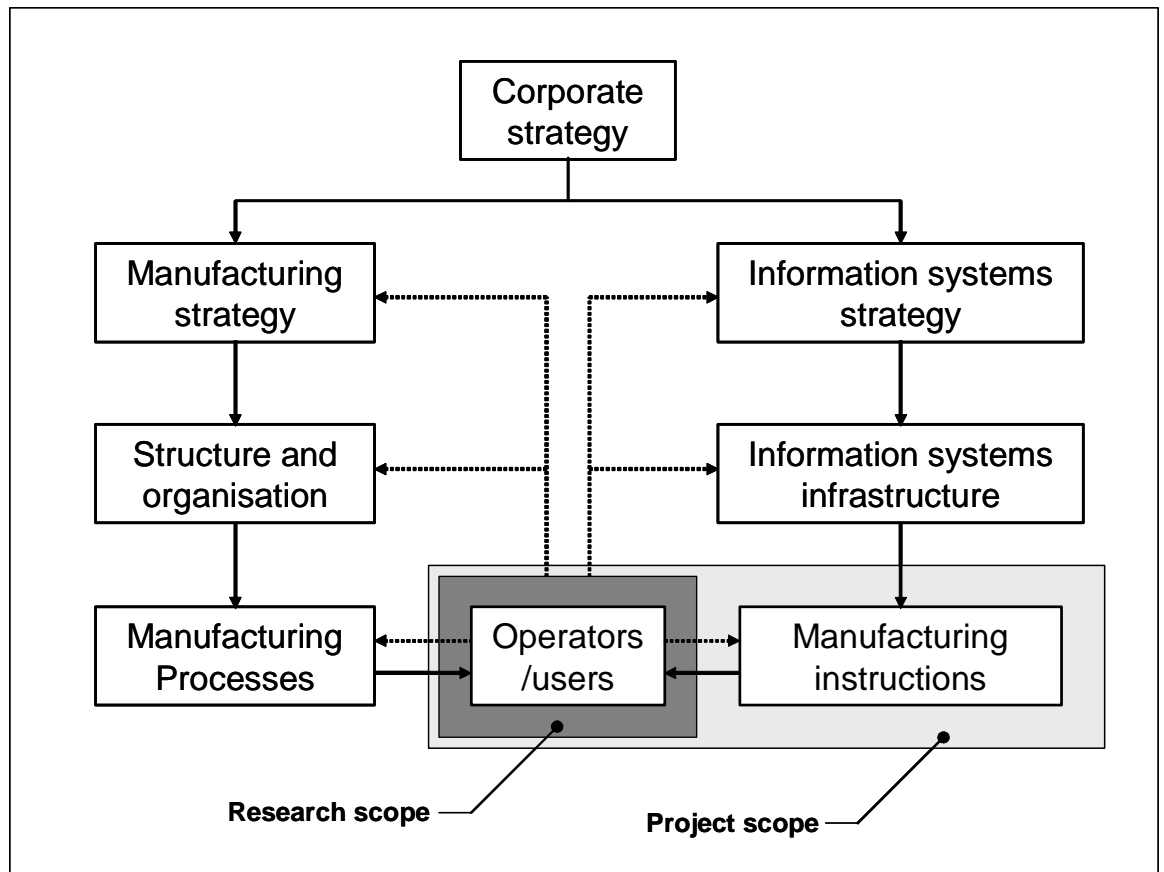 Corporate
strategy
Manufacturing
strategy
Information systems
strategy
Structure and
organisation
Information systems
infrastructure
Manufacturing
Processes
Operators
/users
Manufacturing
instructions
Research scope
Project scope